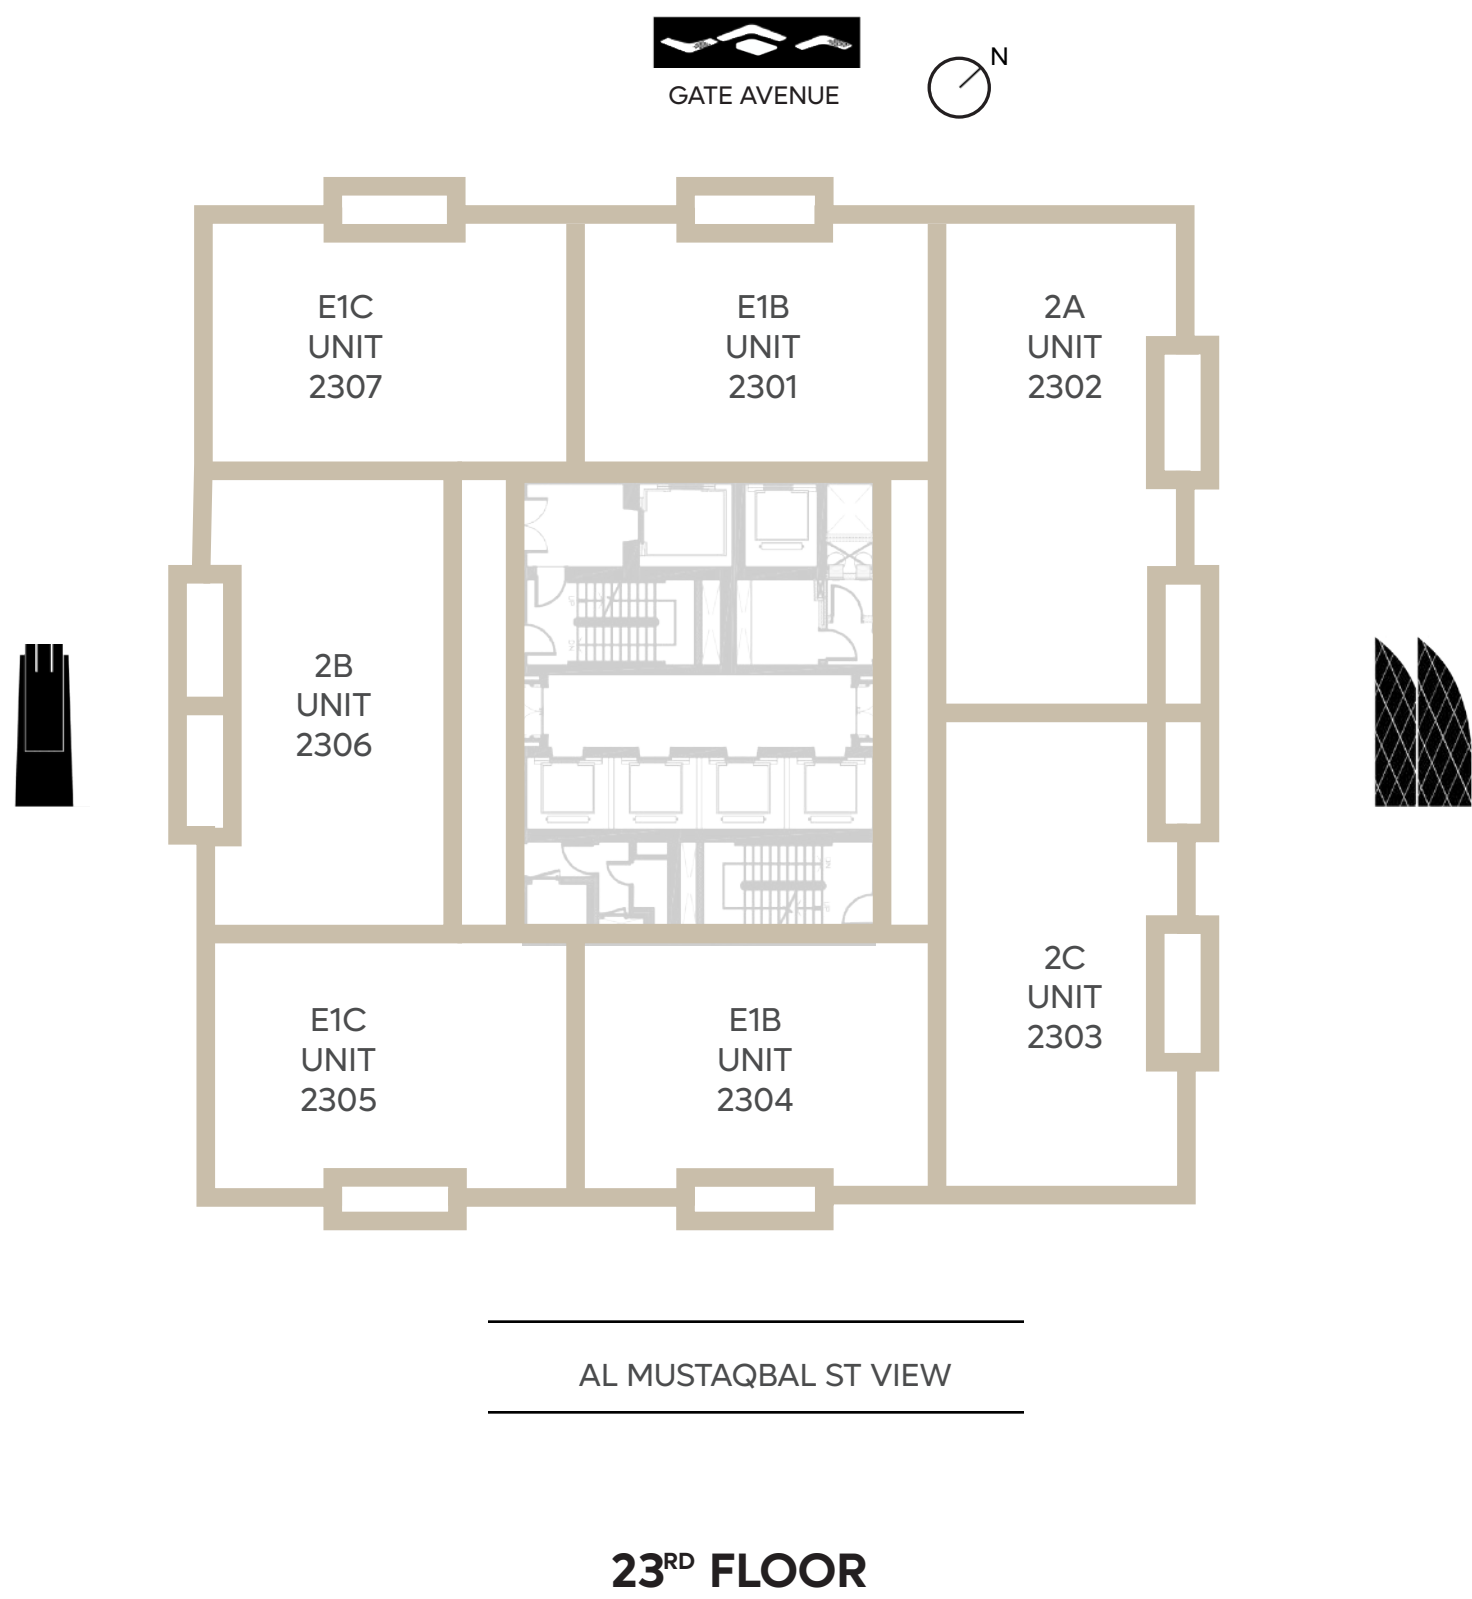 GATE AVENUE
N
E1C
UNIT
2307
E1B
UNIT
2301
2A
UNIT
2302
2B
UNIT
2306
2C
UNIT
2303
E1C
UNIT
2305
E1B
UNIT
2304
AL MUSTAQBAL ST VIEW
23RD FLOOR